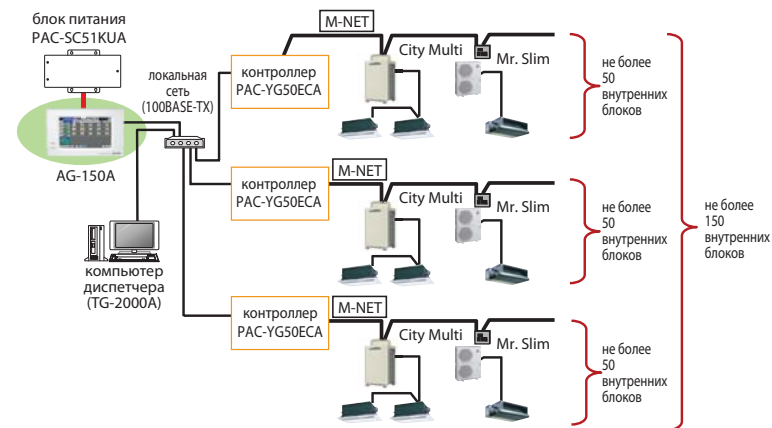 блок питания
PAC-SC51KUA
AG-150A
локальная
сеть
(100BASE-TX)
компьютер
диспетчера
(TG-2000A)
контроллер
PAC-YG50ECA
M-NET
City Multi
Mr. Slim
не более
50
внутренних
блоков
контроллер
PAC-YG50ECA
M-NET
City Multi
Mr. Slim
не более
50
внутренних
блоков
контроллер
PAC-YG50ECA
M-NET
City Multi
Mr. Slim
не более
50
внутренних
блоков
не более
150
внутренних
блоков